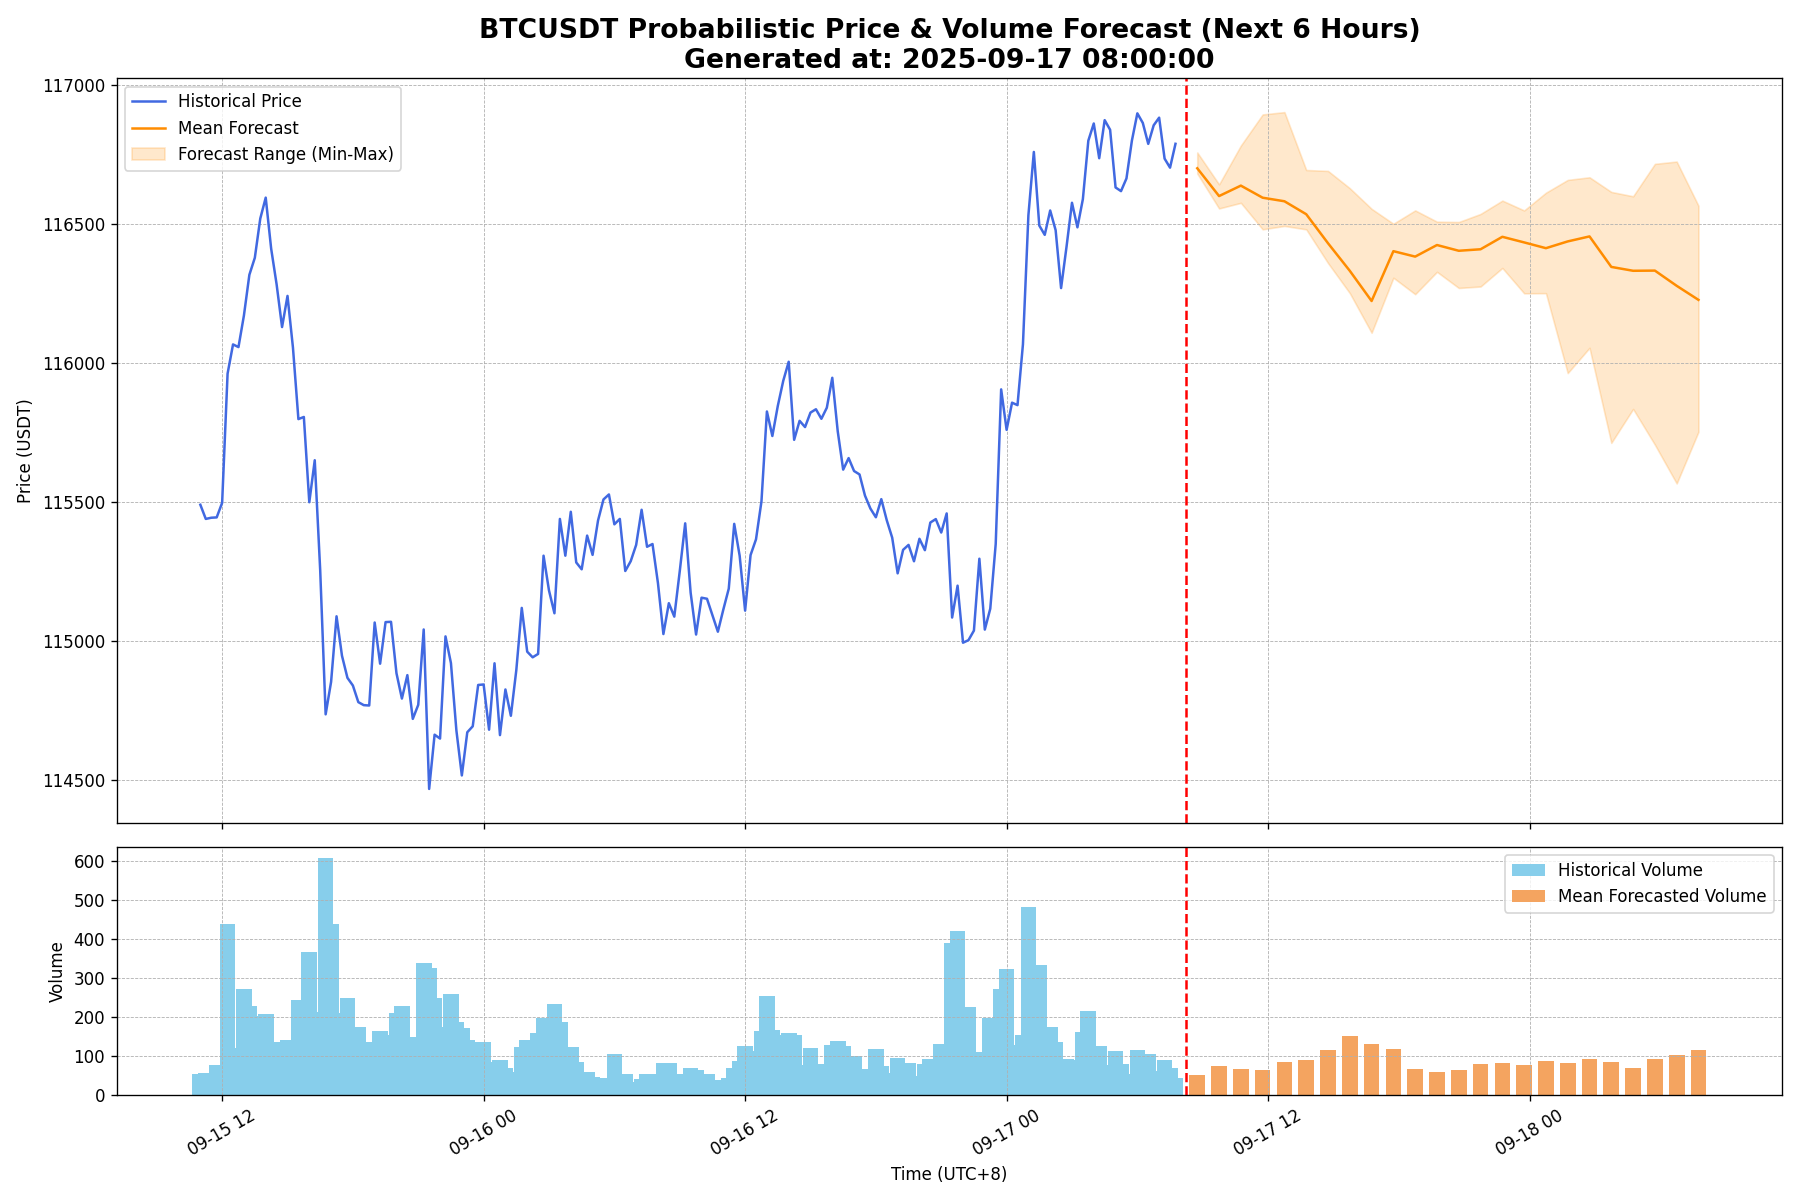 BTCUSDT Probabilistic Price & Volume Forecast (Next 6 Hours)
Generated at: 2025-09-17 08:00:00
Historical Price
Mean Forecast
Forecast Range (Min-Max)
Price (USDT)
117000
116500
116000
115500
115000
114500
Historical Volume
Mean Forecasted Volume
Volume
600
500
400
300
200
100
0
09-15 12
09-16 00
09-16 12
09-17 00
09-17 12
09-18 00
Time (UTC+8)